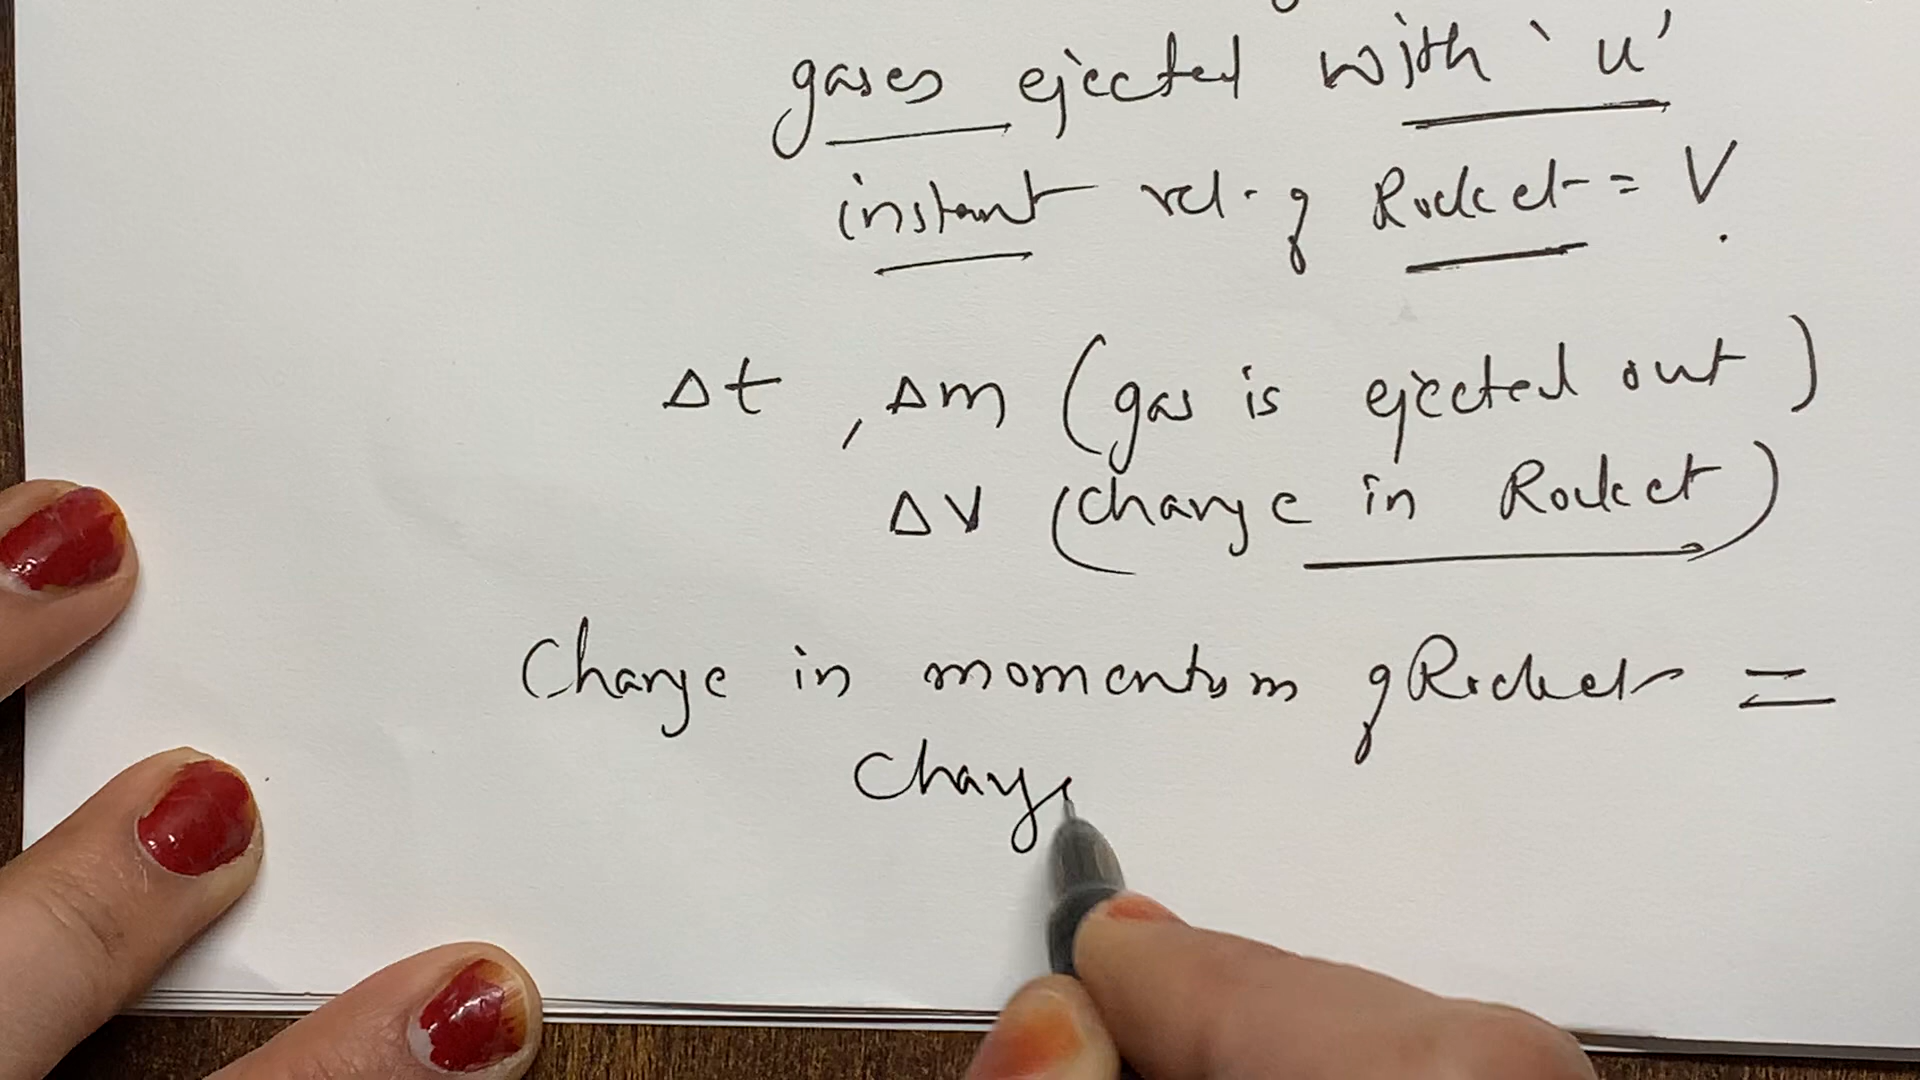 gases ejected with 'u'
instant vel. of Rocket = V.
Δt , Δm (gas is ejected out)
ΔV (change in Rocket)
Change in momentum of Rocket =
Chang